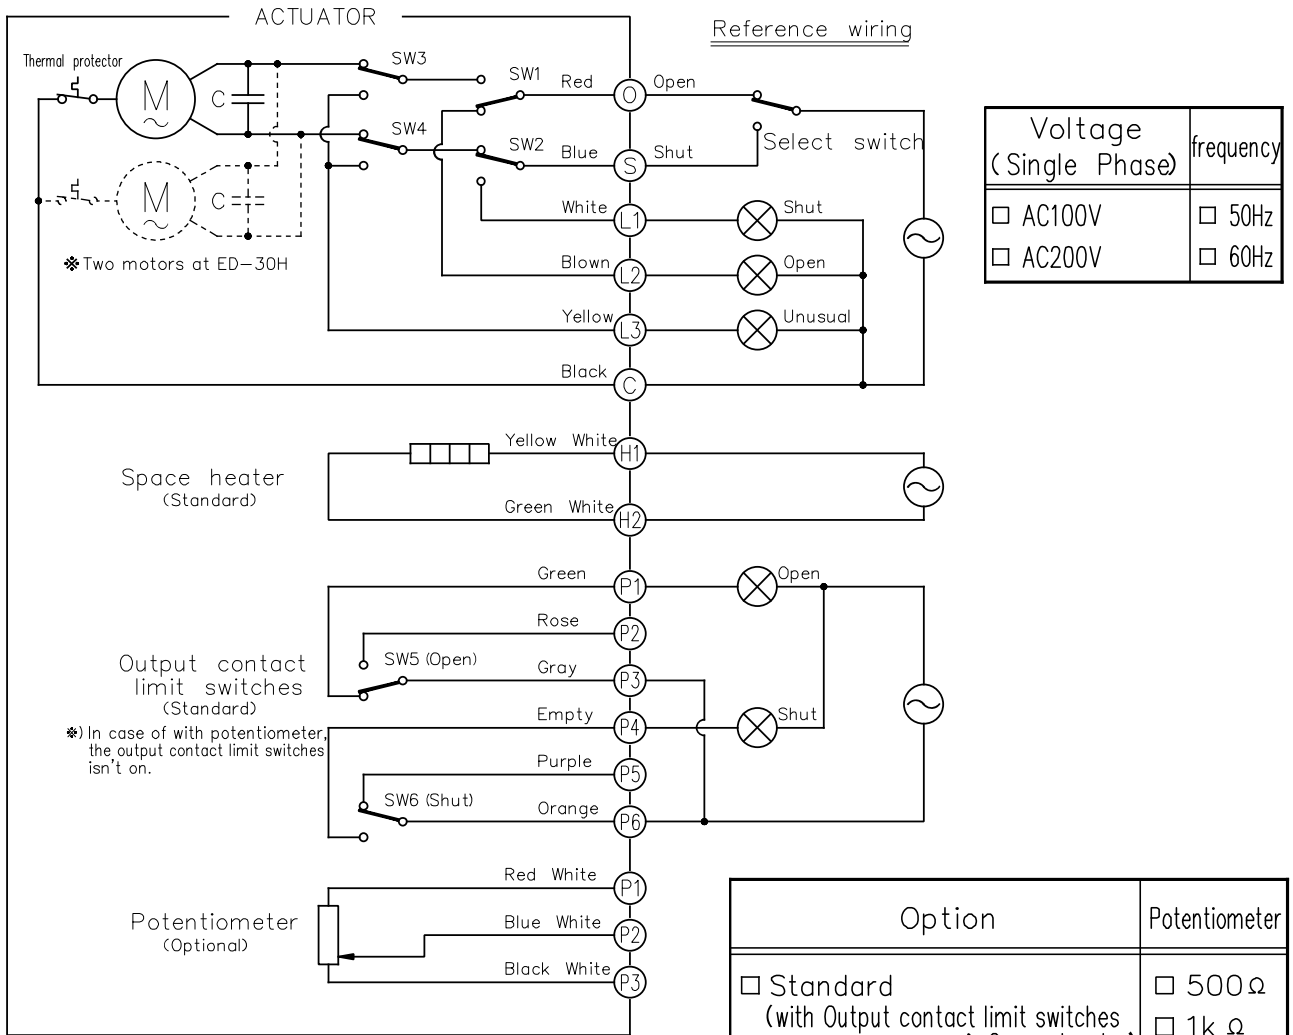 ACTUATOR
Reference wiring
Thermal protector
M
C
SW3
SW4
SW1
SW2
Red
O
Open
Blue
S
Shut
Select switch
White
L1
Shut
Blown
L2
Open
Yellow
L3
Unusual
Black
C
M
C
※ Two motors at ED-30H
Voltage
(Single Phase)
frequency
□ AC100V
□ 50Hz
□ AC200V
□ 60Hz
Space heater
(Standard)
Yellow White
H1
Green White
H2
Output contact
limit switches
(Standard)
※) In case of with potentiometer,
the output contact limit switches
isn't on.
Green
P1
Open
Rose
P2
SW5 (Open)
Gray
P3
Empty
P4
Shut
Purple
P5
SW6 (Shut)
Orange
P6
Potentiometer
(Optional)
Red White
P1
Blue White
P2
Black White
P3
Option
Potentiometer
□ Standard
(with Output contact limit switches
□ 500Ω
□ 1k Ω